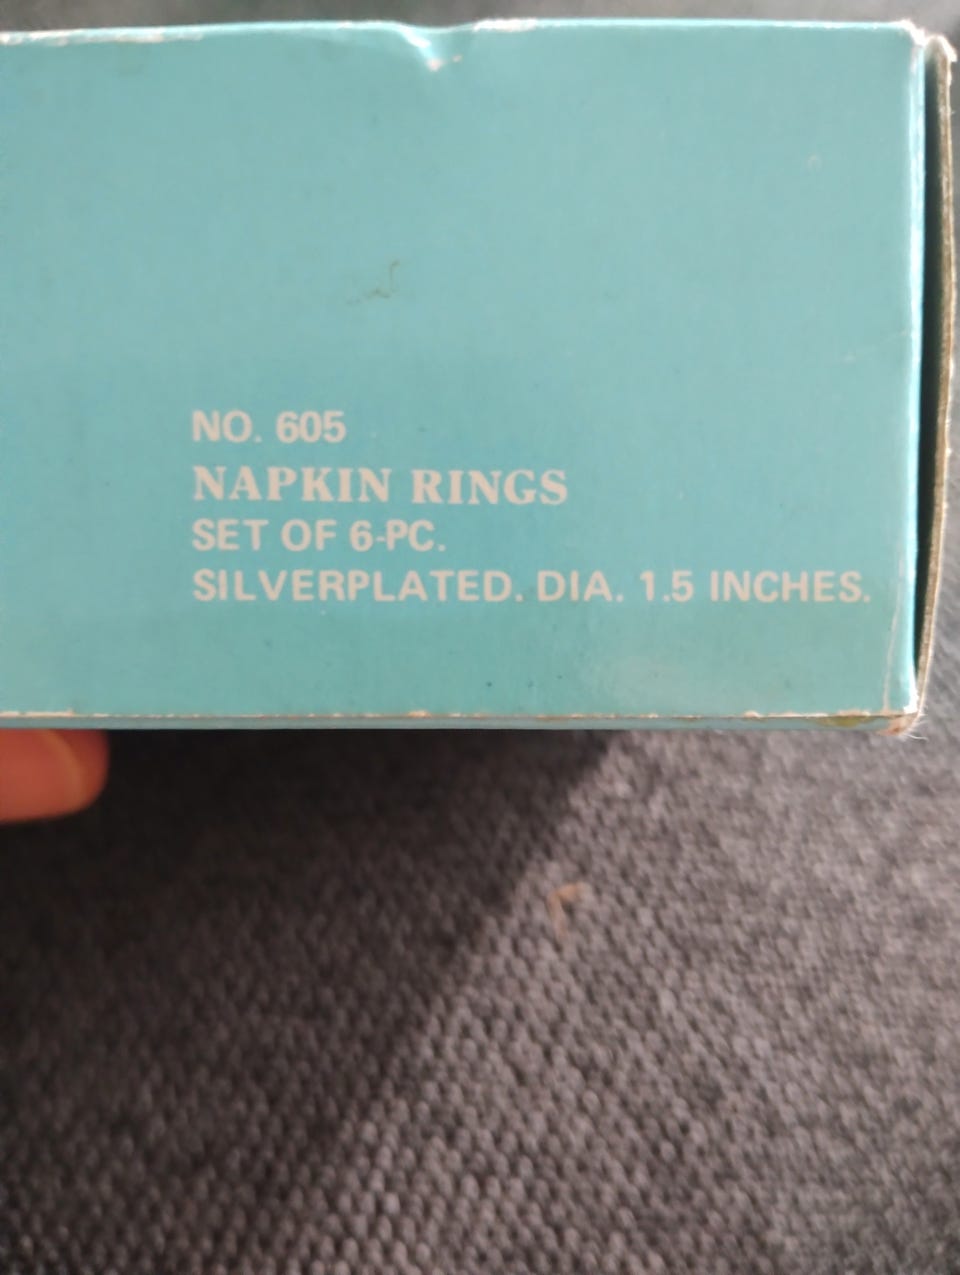 NO. 605
NAPKIN RINGS
SET OF 6-PC.
SILVERPLATED. DIA. 1.5 INCHES.